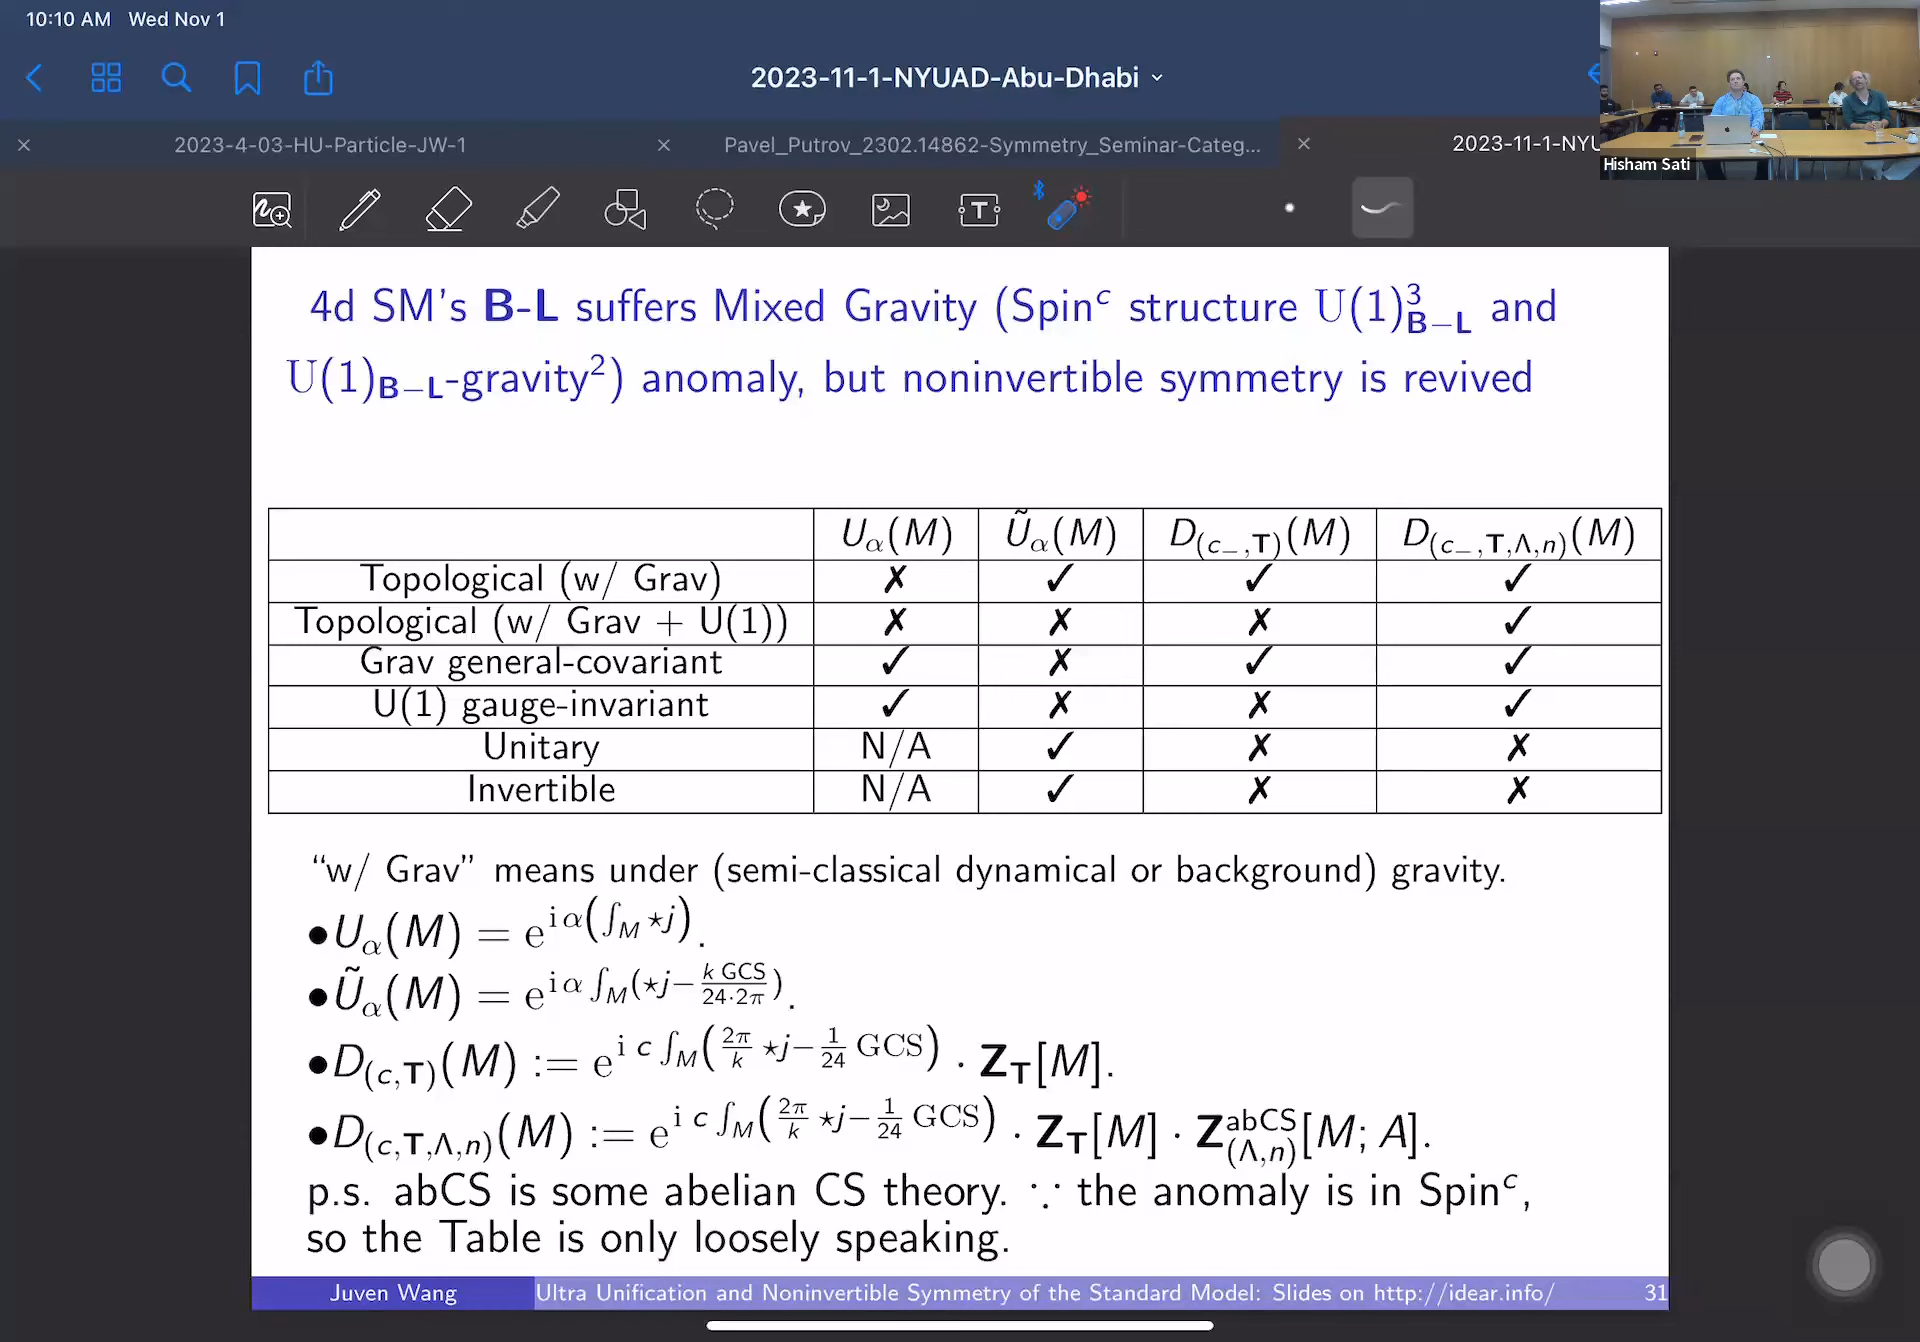 10:10 AM Wed Nov 1
2023-11-1-NYUAD-Abu-Dhabi
2023-4-03-HU-Particle-JW-1
Pavel_Putrov_2302.14862-Symmetry_Seminar-Categ...
2023-11-1-NYU
Hisham Sati
4d SM's B-L suffers Mixed Gravity (Spin^c structure U(1)^3_{B−L} and
U(1)_{B−L}-gravity²) anomaly, but noninvertible symmetry is revived
U_α(M) Ũ_α(M) D_{(c_−,T)}(M) D_{(c_−,T,Λ,n)}(M)
Topological (w/ Grav) ✗ ✓ ✓ ✓
Topological (w/ Grav + U(1)) ✗ ✗ ✗ ✓
Grav general-covariant ✓ ✗ ✓ ✓
U(1) gauge-invariant ✓ ✗ ✗ ✓
Unitary N/A ✓ ✗ ✗
Invertible N/A ✓ ✗ ✗
“w/ Grav” means under (semi-classical dynamical or background) gravity.
•U_α(M) = e^{iα(∫_M ⋆j)}.
•Ũ_α(M) = e^{iα∫_M(⋆j−\frac{k GCS}{24·2π})}.
•D_{(c,T)}(M) := e^{i c∫_M(\frac{2π}{k}⋆j−\frac{1}{24}GCS)} · Z_T[M].
•D_{(c,T,Λ,n)}(M) := e^{i c∫_M(\frac{2π}{k}⋆j−\frac{1}{24}GCS)} · Z_T[M] · Z^{abCS}_{(Λ,n)}[M; A].
p.s. abCS is some abelian CS theory. ∵ the anomaly is in Spin^c,
so the Table is only loosely speaking.
Juven Wang Ultra Unification and Noninvertible Symmetry of the Standard Model: Slides on http://idear.info/ 31